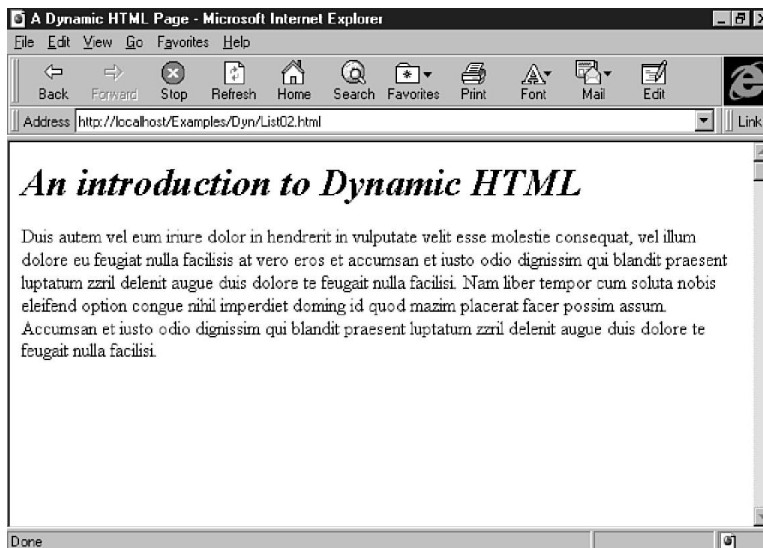 A Dynamic HTML Page - Microsoft Internet Explorer
File Edit View Go Favorites Help
Back Forward Stop Refresh Home Search Favorites Print Font Mail Edit
Address http://localhost/Examples/Dyn/List02.html Link
An introduction to Dynamic HTML
Duis autem vel eum iriure dolor in hendrerit in vulputate velit esse molestie consequat, vel illum
dolore eu feugiat nulla facilisis at vero eros et accumsan et iusto odio dignissim qui blandit praesent
luptatum zzril delenit augue duis dolore te feugait nulla facilisi. Nam liber tempor cum soluta nobis
eleifend option congue nihil imperdiet doming id quod mazim placerat facer possim assum.
Accumsan et iusto odio dignissim qui blandit praesent luptatum zzril delenit augue duis dolore te
feugait nulla facilisi.
Done